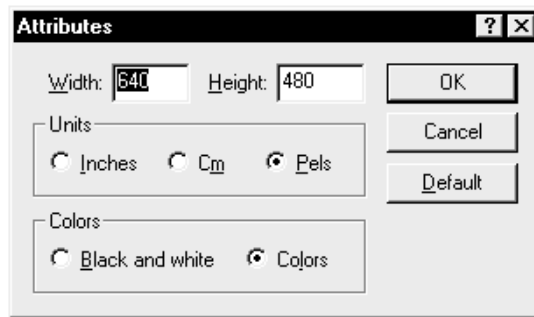 Attributes
Width: 640 Height: 480 OK
Units Cancel
Inches Cm Pels Default
Colors
Black and white Colors